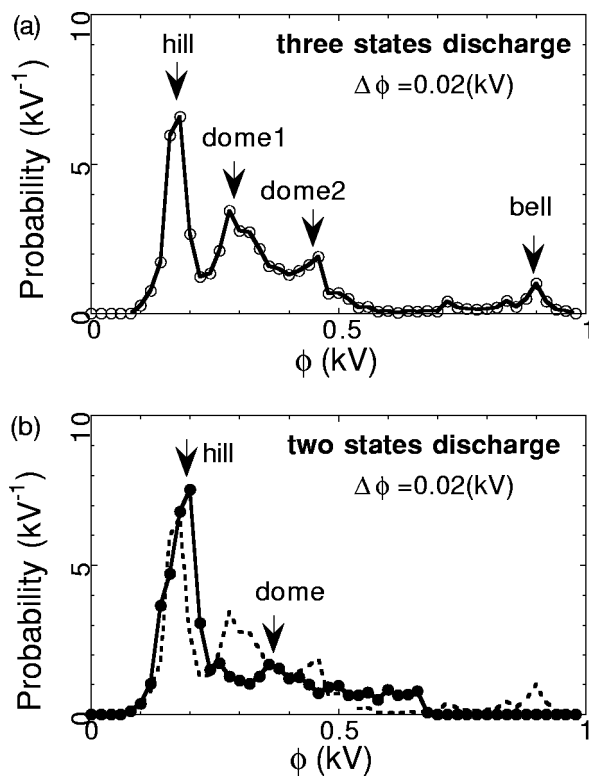 (a)
10
hill
three states discharge
Δϕ=0.02(kV)
Probability (kV⁻¹)
5
dome1
dome2
bell
0
0
0.5
1
ϕ (kV)
(b)
10
hill
two states discharge
Δϕ=0.02(kV)
Probability (kV⁻¹)
5
dome
0
0
0.5
1
ϕ (kV)